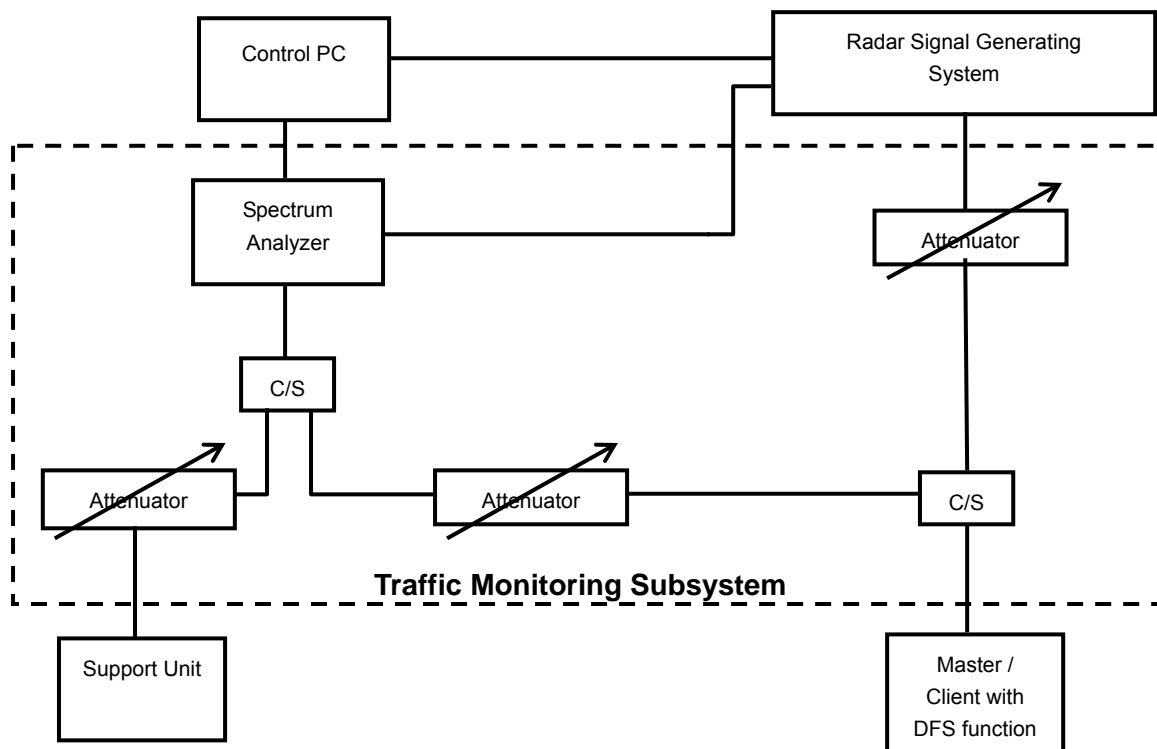 Control PC
Radar Signal Generating
System
Spectrum
Analyzer
Attenuator
C/S
Attenuator
Attenuator
C/S
Traffic Monitoring Subsystem
Support Unit
Master /
Client with
DFS function